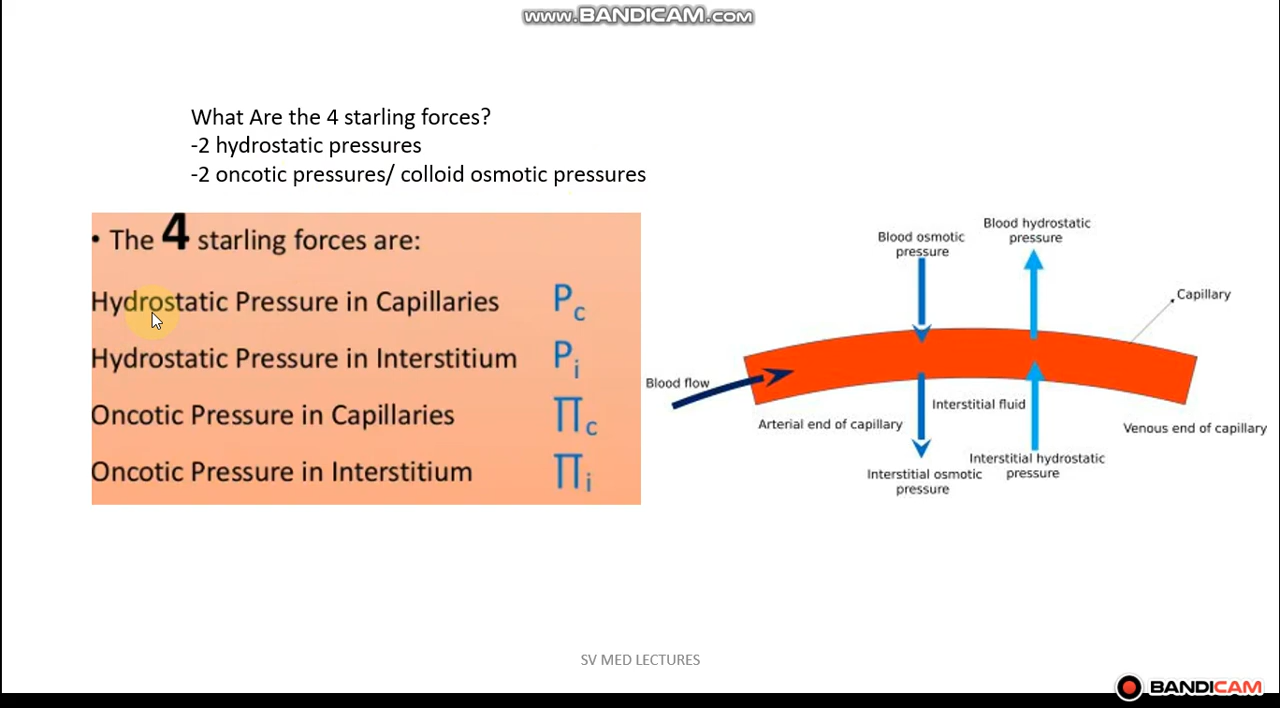 www.BANDICAM.com
What Are the 4 starling forces?
-2 hydrostatic pressures
-2 oncotic pressures/ colloid osmotic pressures
• The 4 starling forces are:
Hydrostatic Pressure in Capillaries Pc
Hydrostatic Pressure in Interstitium Pi
Oncotic Pressure in Capillaries ∏c
Oncotic Pressure in Interstitium ∏i
Blood osmotic
pressure
Blood hydrostatic
pressure
Capillary
Blood flow
Interstitial fluid
Arterial end of capillary
Venous end of capillary
Interstitial osmotic
pressure
Interstitial hydrostatic
pressure
SV MED LECTURES
BANDICAM